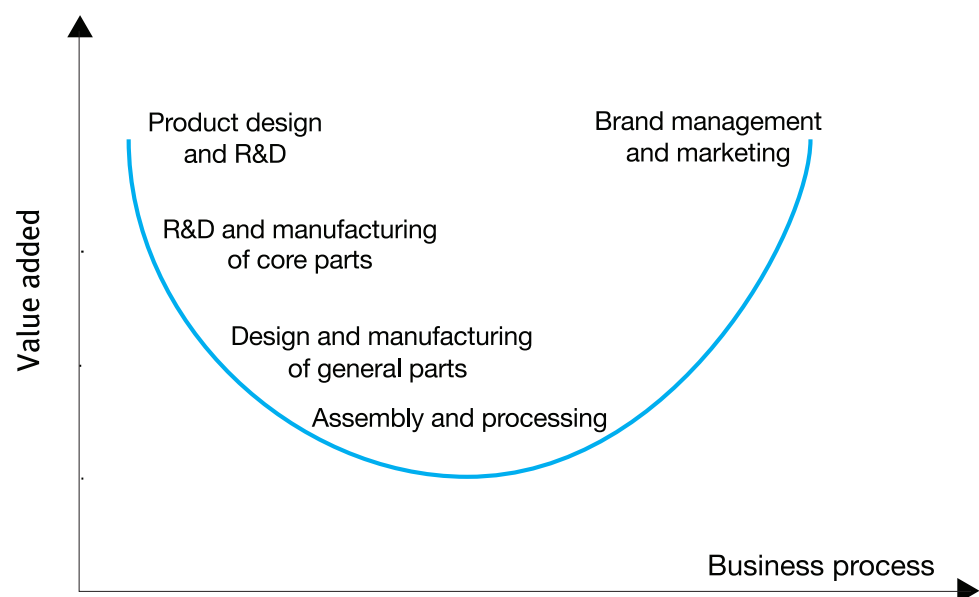 Product design
and R&D
Brand management
and marketing
R&D and manufacturing
of core parts
Value added
Design and manufacturing
of general parts
Assembly and processing
Business process